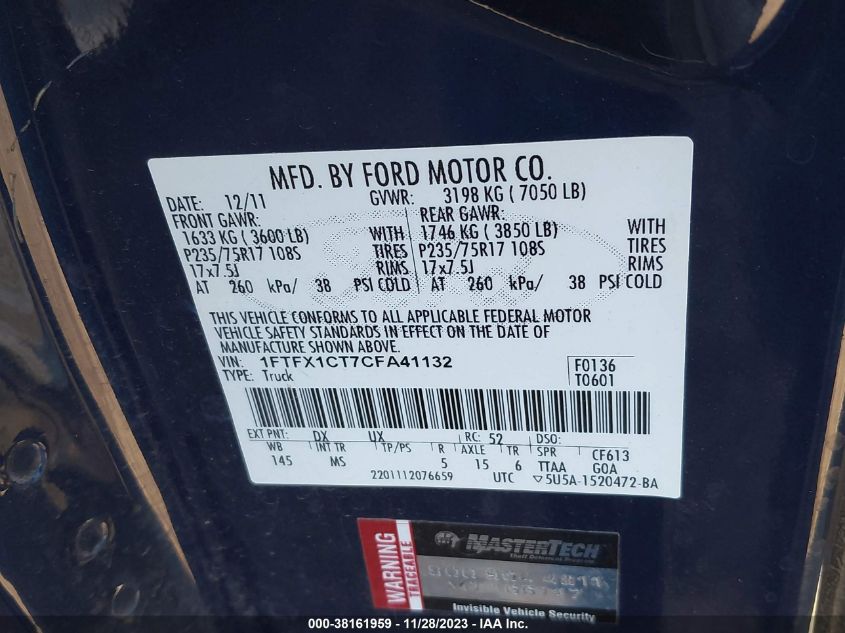 MFD. BY FORD MOTOR CO.
DATE: 12/11 GVWR: 3198 KG ( 7050 LB)
FRONT GAWR: REAR GAWR:
1633 KG ( 3600 LB) WITH 1746 KG ( 3850 LB) WITH
P235/75R17 108S TIRES P235/75R17 108S TIRES
17x7.5J RIMS 17x7.5J RIMS
AT 260 kPa/ 38 PSI COLD AT 260 kPa/ 38 PSI COLD
THIS VEHICLE CONFORMS TO ALL APPLICABLE FEDERAL MOTOR
VEHICLE SAFETY STANDARDS IN EFFECT ON THE DATE OF
MANUFACTURE SHOWN ABOVE.
VIN: 1FTFX1CT7CFA41132 F0136
TYPE: Truck T0601
EXT PNT: DX UX RC: 52 DSO:
WB INT TR TP/PS R AXLE TR SPR CF613
145 MS 5 15 6 TTAA GOA
2201112076659 UTC ▽5U5A-1520472-BA
WARNING
TRACEABLE
MASTERTECH
Theft Deterrent Program
Invisible Vehicle Security
000-38161959 - 11/28/2023 - IAA Inc.